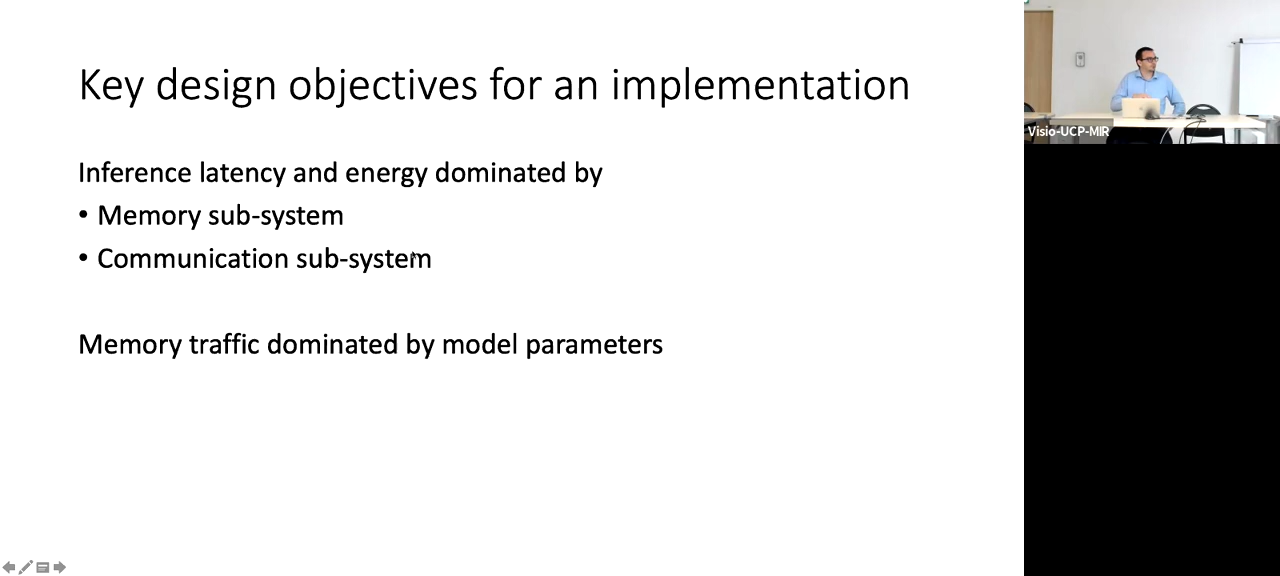 Key design objectives for an implementation
Inference latency and energy dominated by
• Memory sub-system
• Communication sub-system
Memory traffic dominated by model parameters
Visio-UCP-MIR